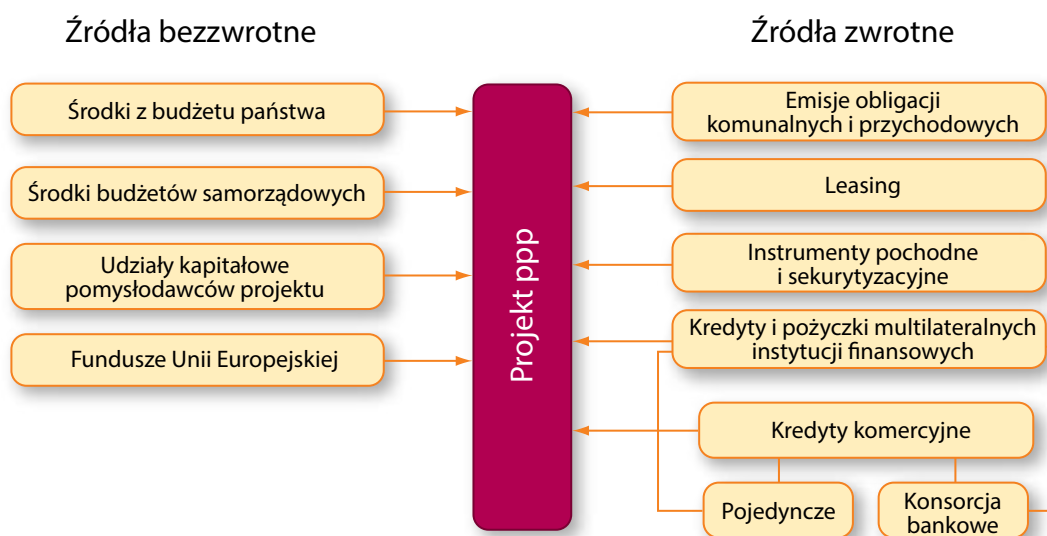 Źródła bezzwrotne
Środki z budżetu państwa
Środki budżetów samorządowych
Udziały kapitałowe
pomysłodawców projektu
Fundusze Unii Europejskiej
Projekt ppp
Źródła zwrotne
Emisje obligacji
komunalnych i przychodowych
Leasing
Instrumenty pochodne
i sekurytyzacyjne
Kredyty i pożyczki multilateralnych
instytucji finansowych
Kredyty komercyjne
Pojedyncze
Konsorcja
bankowe